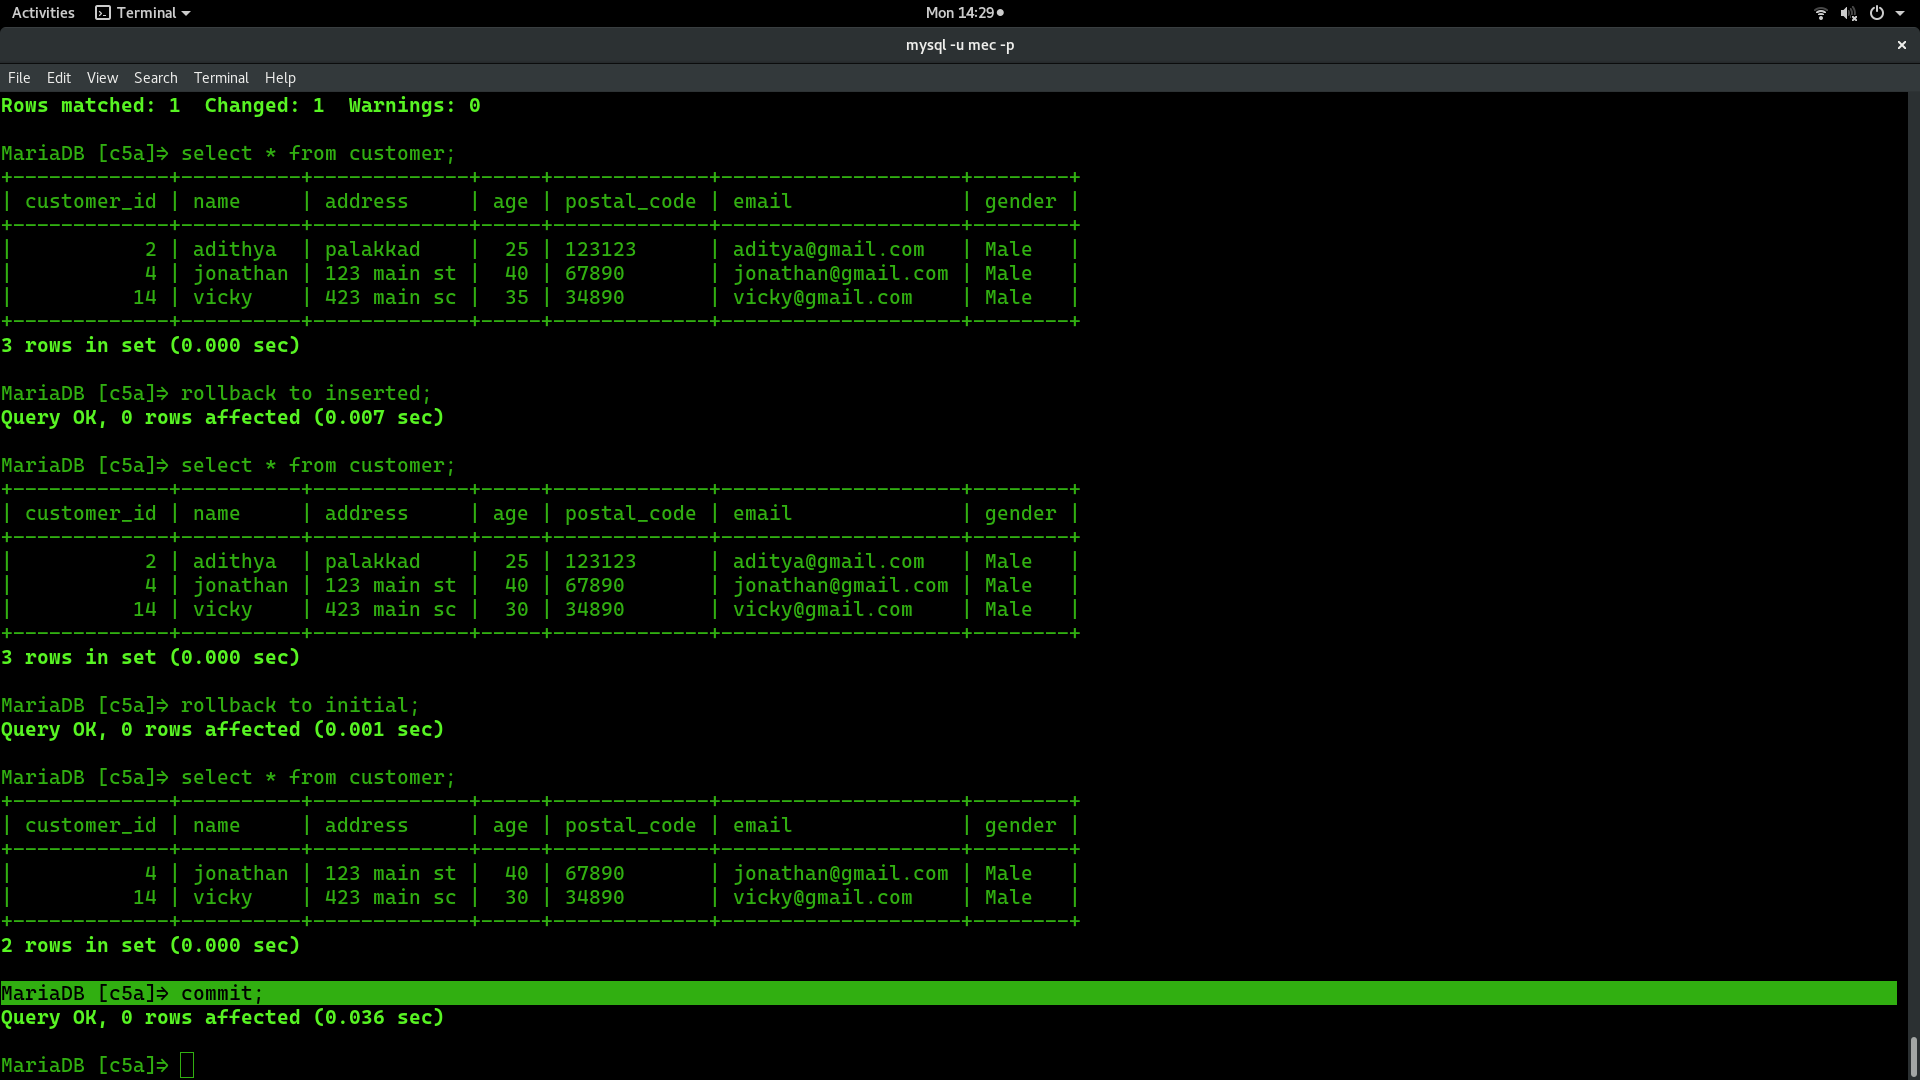 Activities Terminal Mon 14:29
mysql -u mec -p
File Edit View Search Terminal Help
Rows matched: 1  Changed: 1  Warnings: 0

MariaDB [c5a]> select * from customer;
+-------------+----------+-------------+-----+-------------+--------------------+--------+
| customer_id | name     | address     | age | postal_code | email              | gender |
+-------------+----------+-------------+-----+-------------+--------------------+--------+
|           2 | adithya  | palakkad    |  25 | 123123      | aditya@gmail.com   | Male   |
|           4 | jonathan | 123 main st |  40 | 67890       | jonathan@gmail.com | Male   |
|          14 | vicky    | 423 main sc |  35 | 34890       | vicky@gmail.com    | Male   |
+-------------+----------+-------------+-----+-------------+--------------------+--------+
3 rows in set (0.000 sec)

MariaDB [c5a]> rollback to inserted;
Query OK, 0 rows affected (0.007 sec)

MariaDB [c5a]> select * from customer;
+-------------+----------+-------------+-----+-------------+--------------------+--------+
| customer_id | name     | address     | age | postal_code | email              | gender |
+-------------+----------+-------------+-----+-------------+--------------------+--------+
|           2 | adithya  | palakkad    |  25 | 123123      | aditya@gmail.com   | Male   |
|           4 | jonathan | 123 main st |  40 | 67890       | jonathan@gmail.com | Male   |
|          14 | vicky    | 423 main sc |  30 | 34890       | vicky@gmail.com    | Male   |
+-------------+----------+-------------+-----+-------------+--------------------+--------+
3 rows in set (0.000 sec)

MariaDB [c5a]> rollback to initial;
Query OK, 0 rows affected (0.001 sec)

MariaDB [c5a]> select * from customer;
+-------------+----------+-------------+-----+-------------+--------------------+--------+
| customer_id | name     | address     | age | postal_code | email              | gender |
+-------------+----------+-------------+-----+-------------+--------------------+--------+
|           4 | jonathan | 123 main st |  40 | 67890       | jonathan@gmail.com | Male   |
|          14 | vicky    | 423 main sc |  30 | 34890       | vicky@gmail.com    | Male   |
+-------------+----------+-------------+-----+-------------+--------------------+--------+
2 rows in set (0.000 sec)

MariaDB [c5a]> commit;
Query OK, 0 rows affected (0.036 sec)

MariaDB [c5a]>